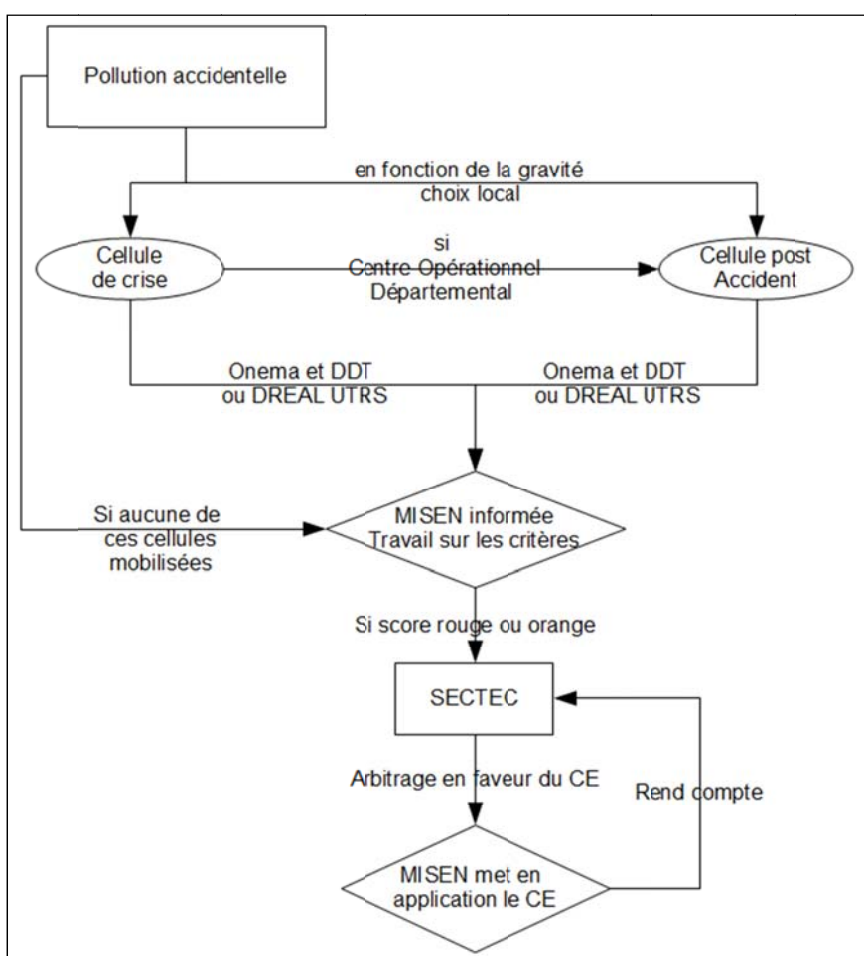 Pollution accidentelle
en fonction de la gravité
choix local
Cellule
de crise
si
Centre Opérationnel
Départemental
Cellule post
Accident
Onema et DDT
ou DREAL UTRS
Onema et DDT
ou DREAL UTRS
Si aucune de
ces cellules
mobilisées
MISEN informée
Travail sur les critères
Si score rouge ou orange
SECTEC
Arbitrage en faveur du CE
Rend compte
MISEN met en
application le CE